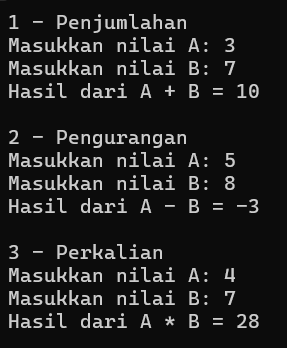 1 - Penjumlahan
Masukkan nilai A: 3
Masukkan nilai B: 7
Hasil dari A + B = 10

2 - Pengurangan
Masukkan nilai A: 5
Masukkan nilai B: 8
Hasil dari A - B = -3

3 - Perkalian
Masukkan nilai A: 4
Masukkan nilai B: 7
Hasil dari A * B = 28